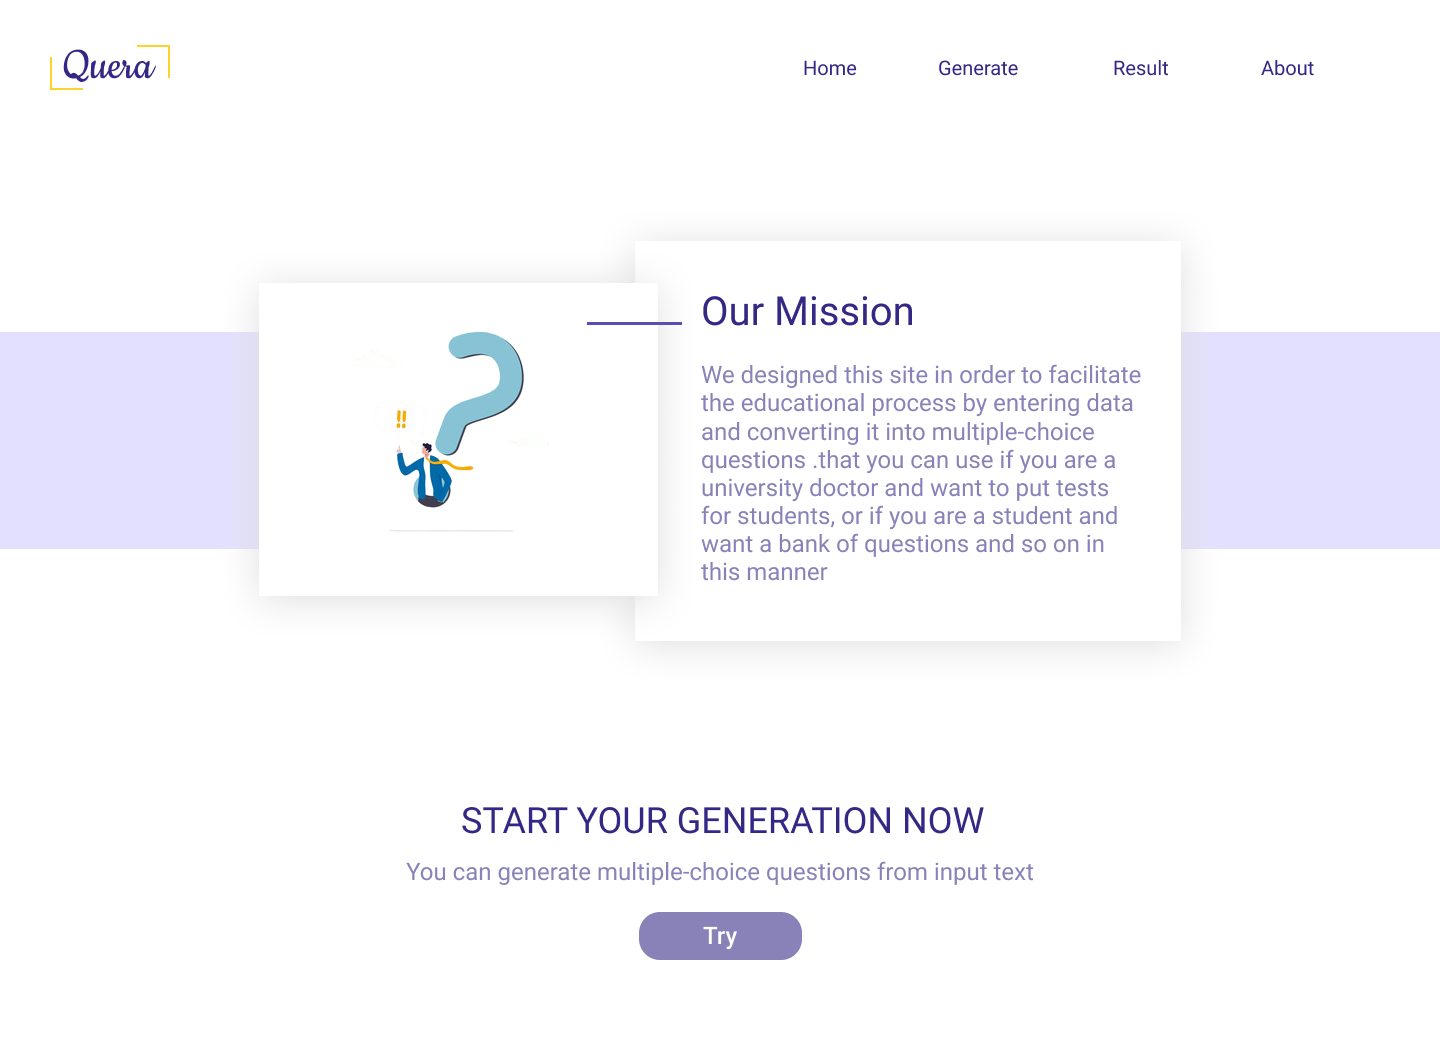 Quera
Home Generate Result About
Our Mission
We designed this site in order to facilitate
the educational process by entering data
and converting it into multiple-choice
questions .that you can use if you are a
university doctor and want to put tests
for students, or if you are a student and
want a bank of questions and so on in
this manner
!!
START YOUR GENERATION NOW
You can generate multiple-choice questions from input text
Try